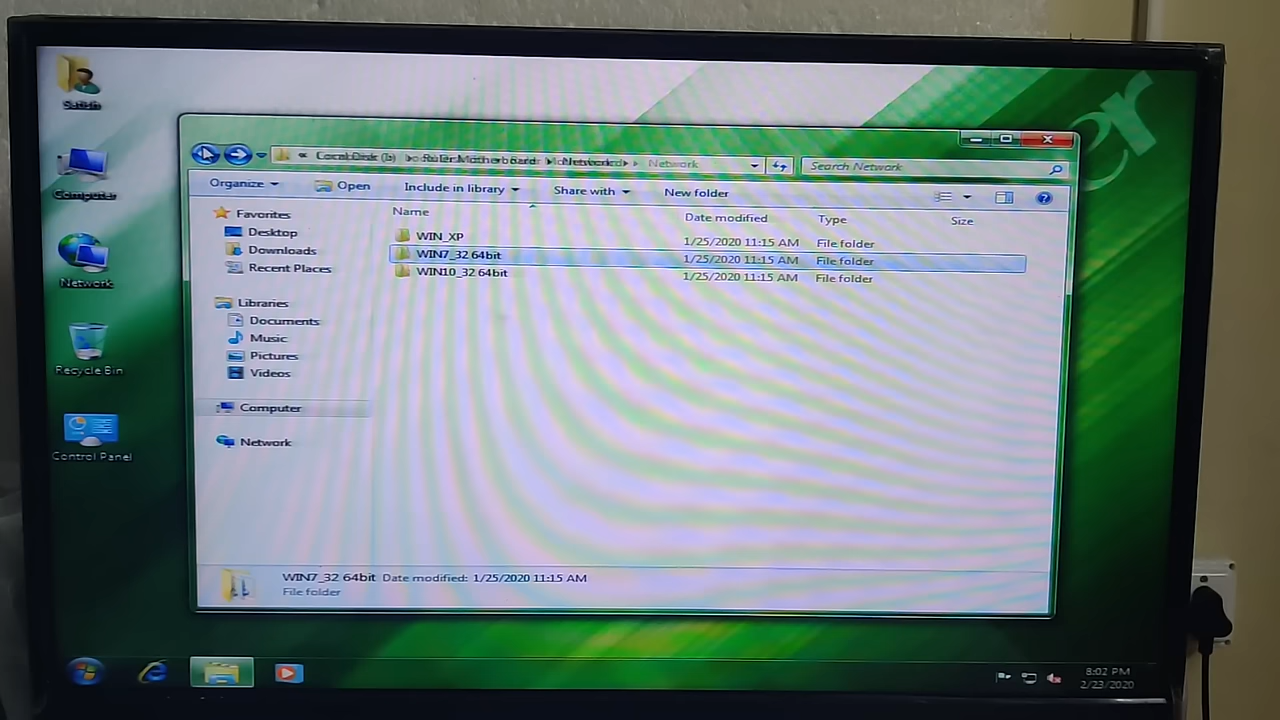 Satish
Computer
Network
Recycle Bin
Control Panel
er
« Local Disk Network
Search Network
Organize Open Include in library Share with New folder
Favorites
Desktop
Downloads
Recent Places
Libraries
Documents
Music
Pictures
Videos
Computer
Network
Name Date modified Type Size
WIN_XP 1/25/2020 11:15 AM File folder
WIN7_32 64bit 1/25/2020 11:15 AM File folder
WIN10_32 64bit 1/25/2020 11:15 AM File folder
WIN7_32 64bit Date modified: 1/25/2020 11:15 AM
File folder
8:02 PM
2/23/2020